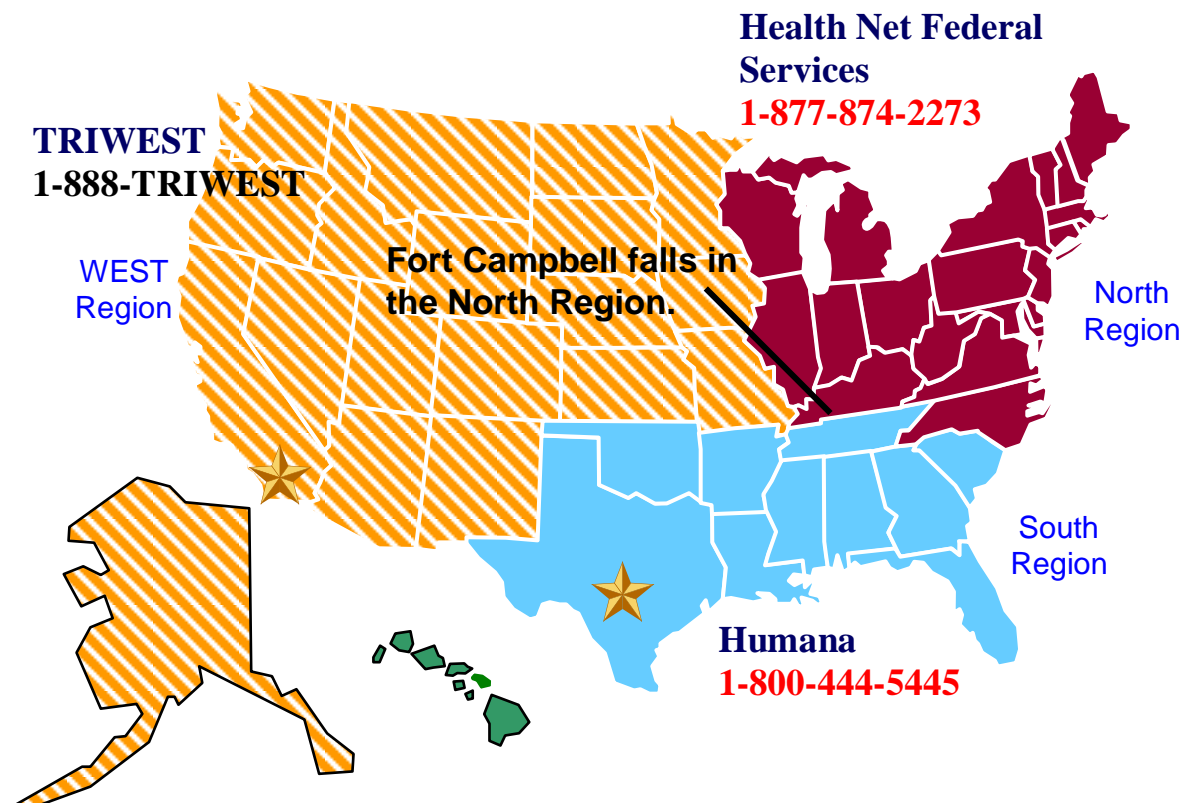 Health Net Federal
Services
1-877-874-2273
TRIWEST
1-888-TRIWEST
WEST
Region
Fort Campbell falls in
the North Region.
North
Region
South
Region
Humana
1-800-444-5445